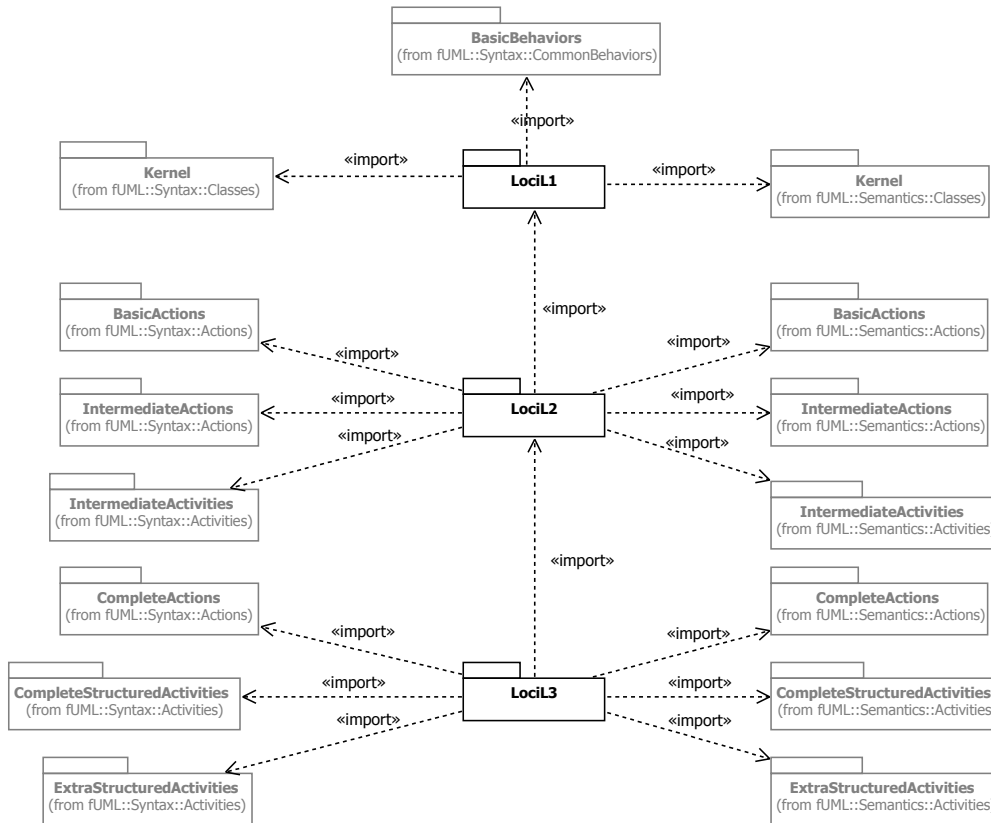 BasicBehaviors
(from fUML::Syntax::CommonBehaviors)
«import»
«import»
«import»
Kernel
(from fUML::Syntax::Classes)
LociL1
Kernel
(from fUML::Semantics::Classes)
«import»
BasicActions
(from fUML::Syntax::Actions)
BasicActions
(from fUML::Semantics::Actions)
«import»
«import»
IntermediateActions
(from fUML::Syntax::Actions)
«import»
LociL2
«import»
IntermediateActions
(from fUML::Semantics::Actions)
«import»
«import»
IntermediateActivities
(from fUML::Syntax::Activities)
IntermediateActivities
(from fUML::Semantics::Activities
«import»
CompleteActions
(from fUML::Syntax::Actions)
CompleteActions
(from fUML::Semantics::Actions)
«import»
«import»
CompleteStructuredActivities
(from fUML::Syntax::Activities)
«import»
LociL3
«import»
CompleteStructuredActivities
(from fUML::Semantics::Activities
«import»
«import»
ExtraStructuredActivities
(from fUML::Syntax::Activities)
ExtraStructuredActivities
(from fUML::Semantics::Activities